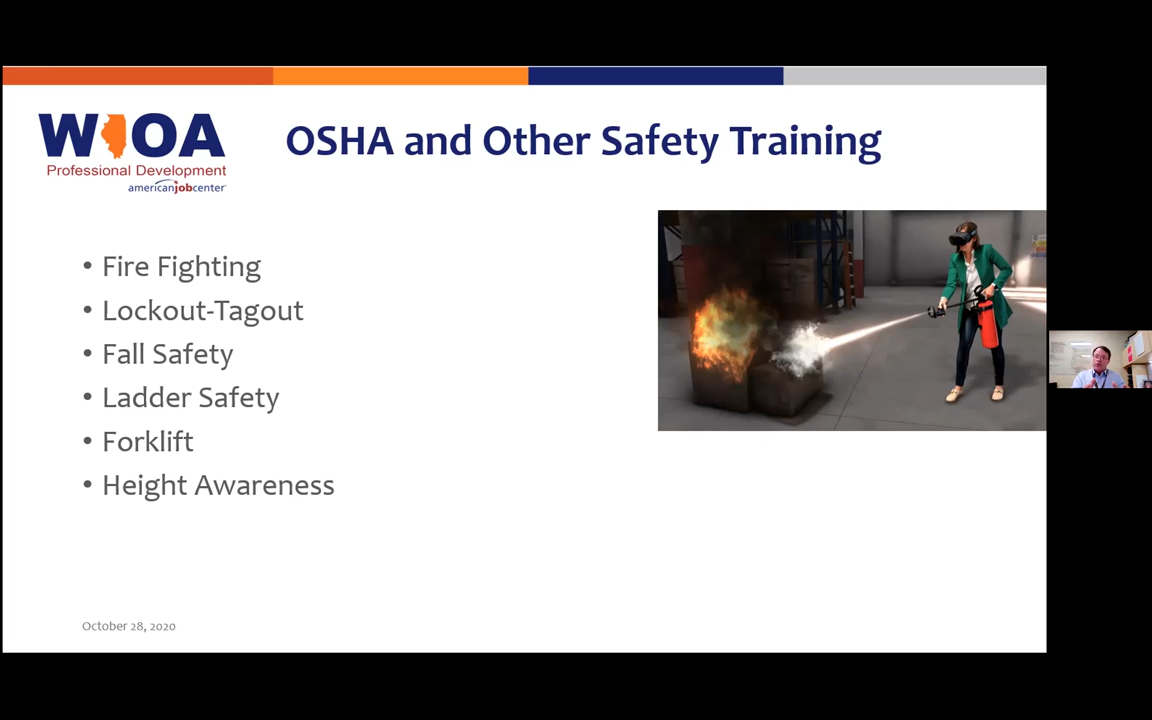 WIOA
Professional Development
americanjobcenter
OSHA and Other Safety Training
• Fire Fighting
• Lockout-Tagout
• Fall Safety
• Ladder Safety
• Forklift
• Height Awareness
October 28, 2020